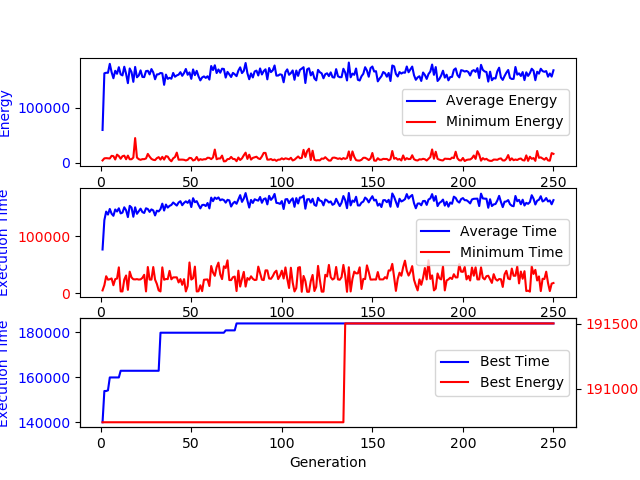 Energy
100000
0
Average Energy
Minimum Energy
0 50 100 150 200 250
Execution Time
100000
0
Average Time
Minimum Time
0 50 100 150 200 250
Execution Time
180000
160000
140000
191500
191000
Best Time
Best Energy
0 50 100 150 200 250
Generation